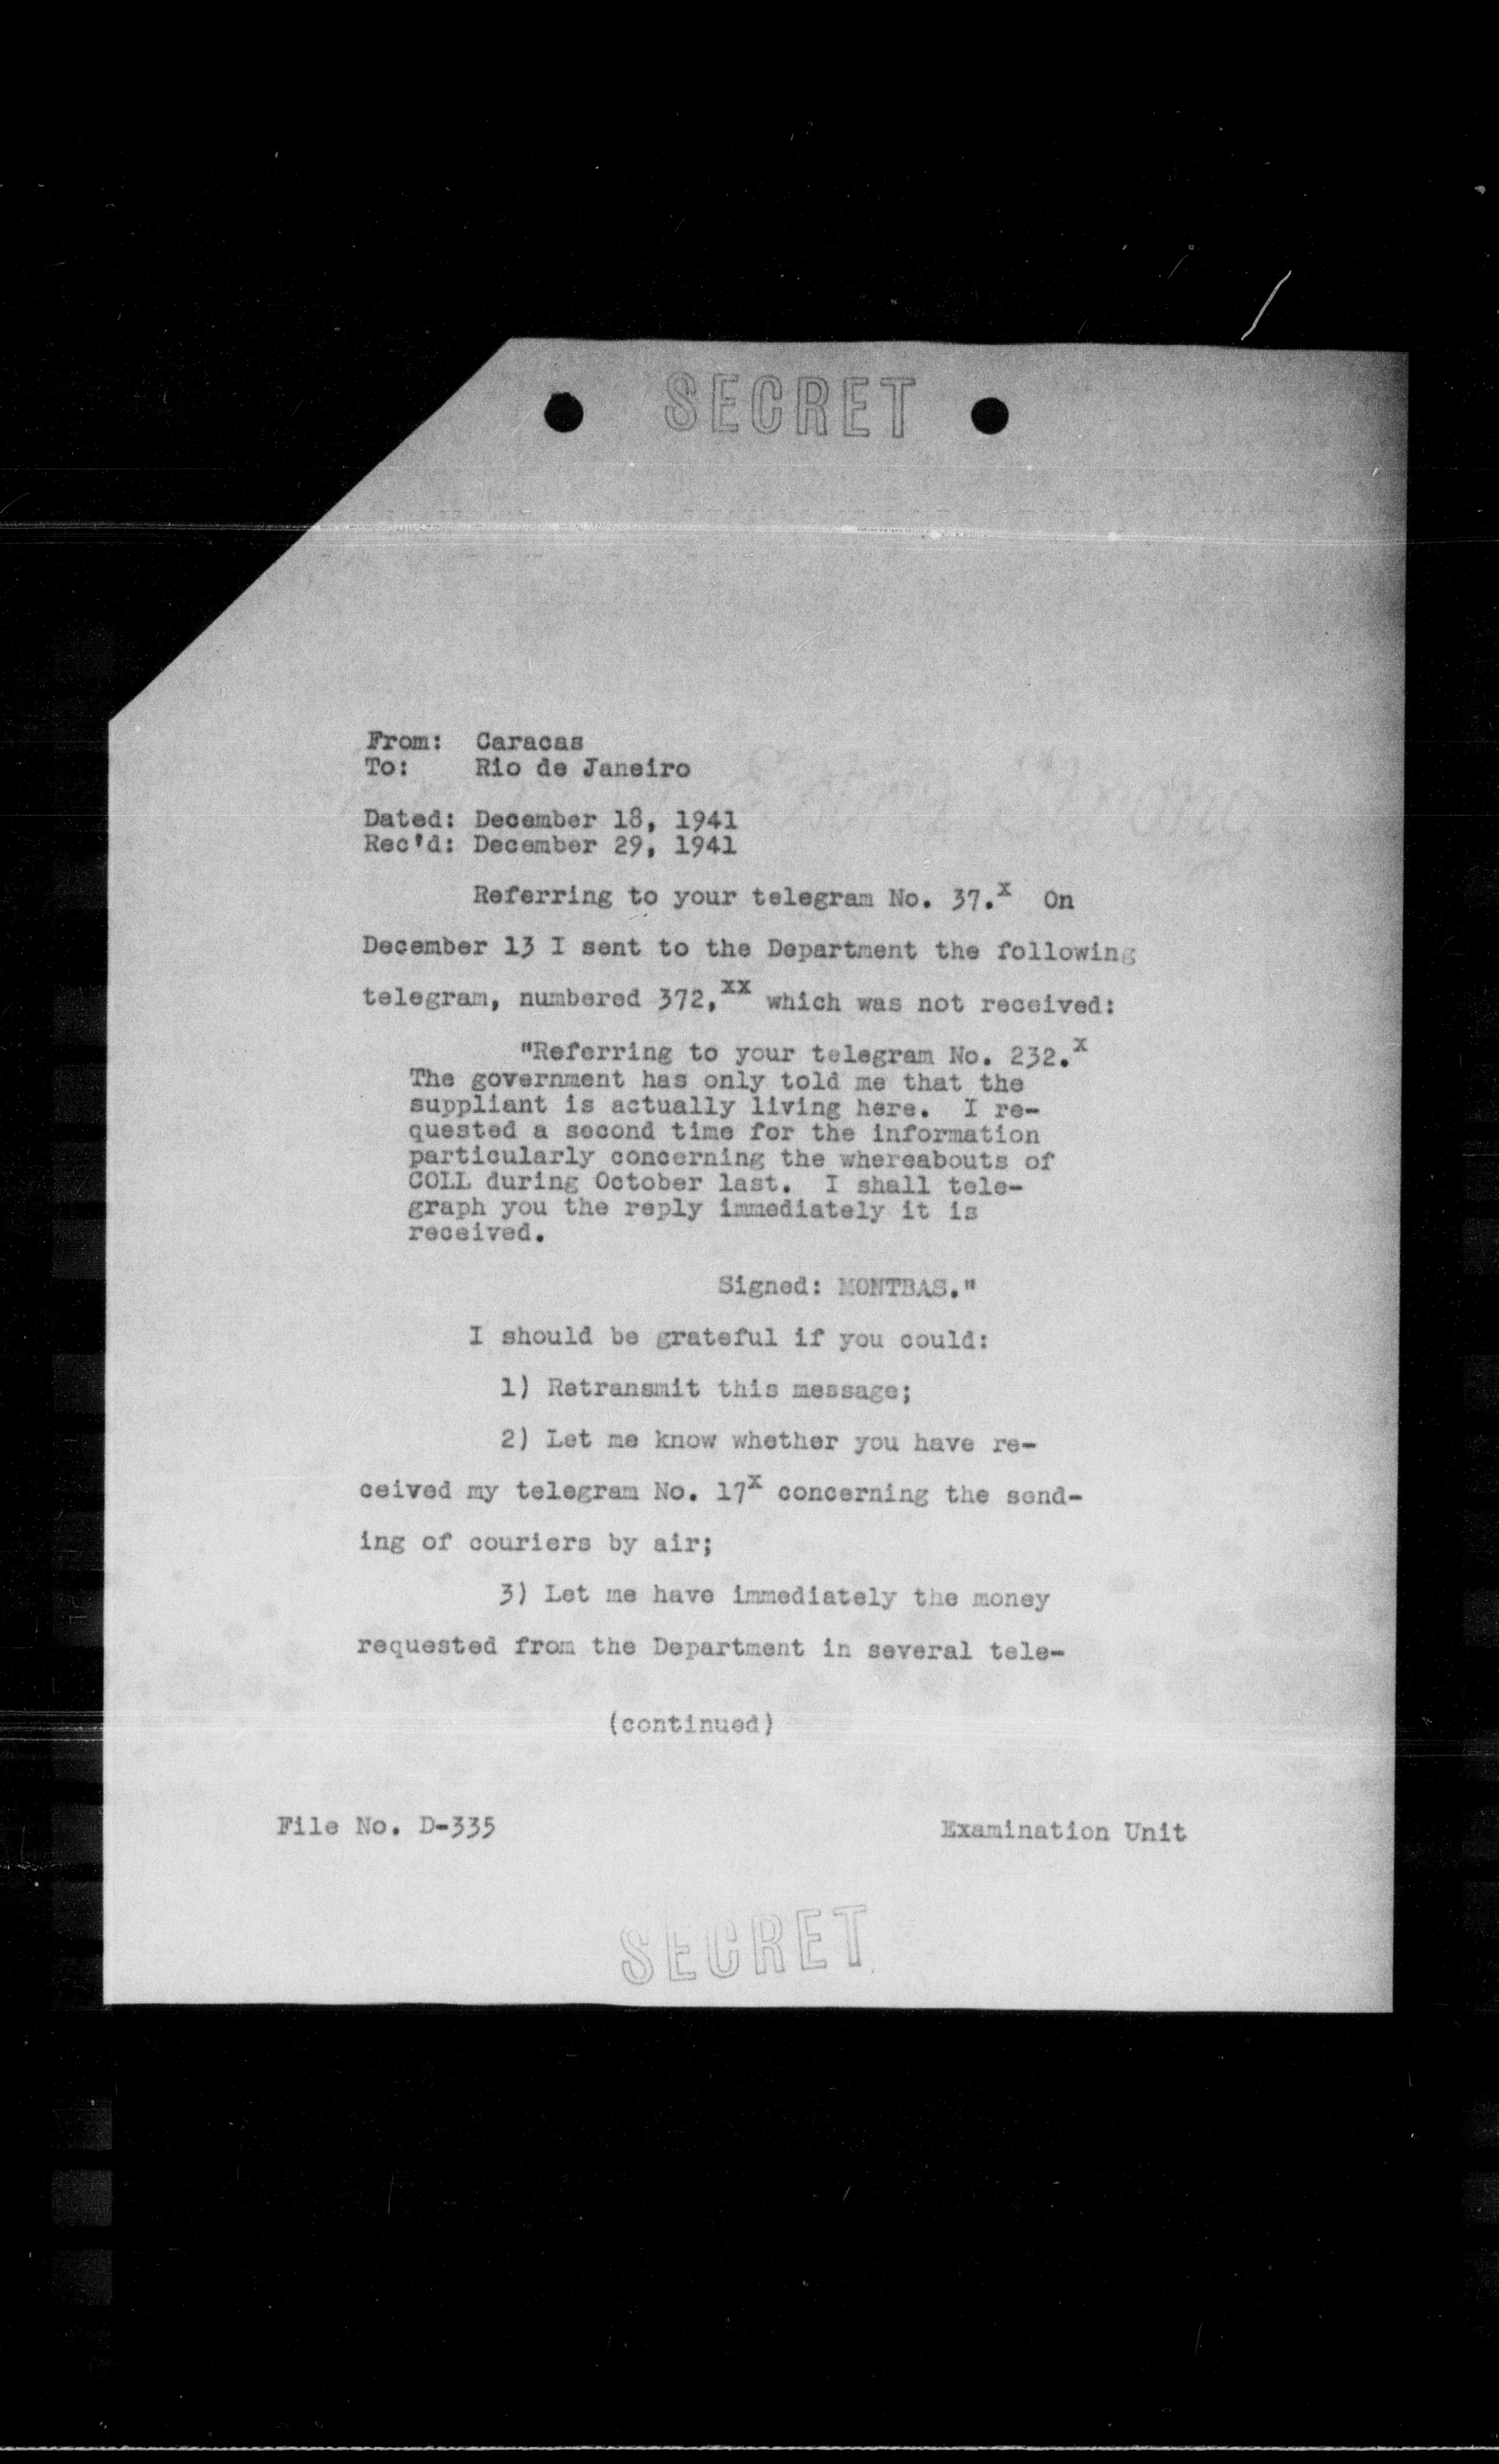 SECRET
From: Caracas
To: Rio de Janeiro
Dated: December 18, 1941
Rec'd: December 29, 1941
Referring to your telegram No. 37.x On
December 13 I sent to the Department the following
telegram, numbered 372,xx which was not received:
"Referring to your telegram No. 232.x
The government has only told me that the
suppliant is actually living here. I re-
quested a second time for the information
particularly concerning the whereabouts of
COLL during October last. I shall tele-
graph you the reply immediately it is
received.
Signed: MONTBAS."
I should be grateful if you could:
1) Retransmit this message;
2) Let me know whether you have re-
ceived my telegram No. 17x concerning the send-
ing of couriers by air;
3) Let me have immediately the money
requested from the Department in several tele-
(continued)
File No. D-335 Examination Unit
SECRET